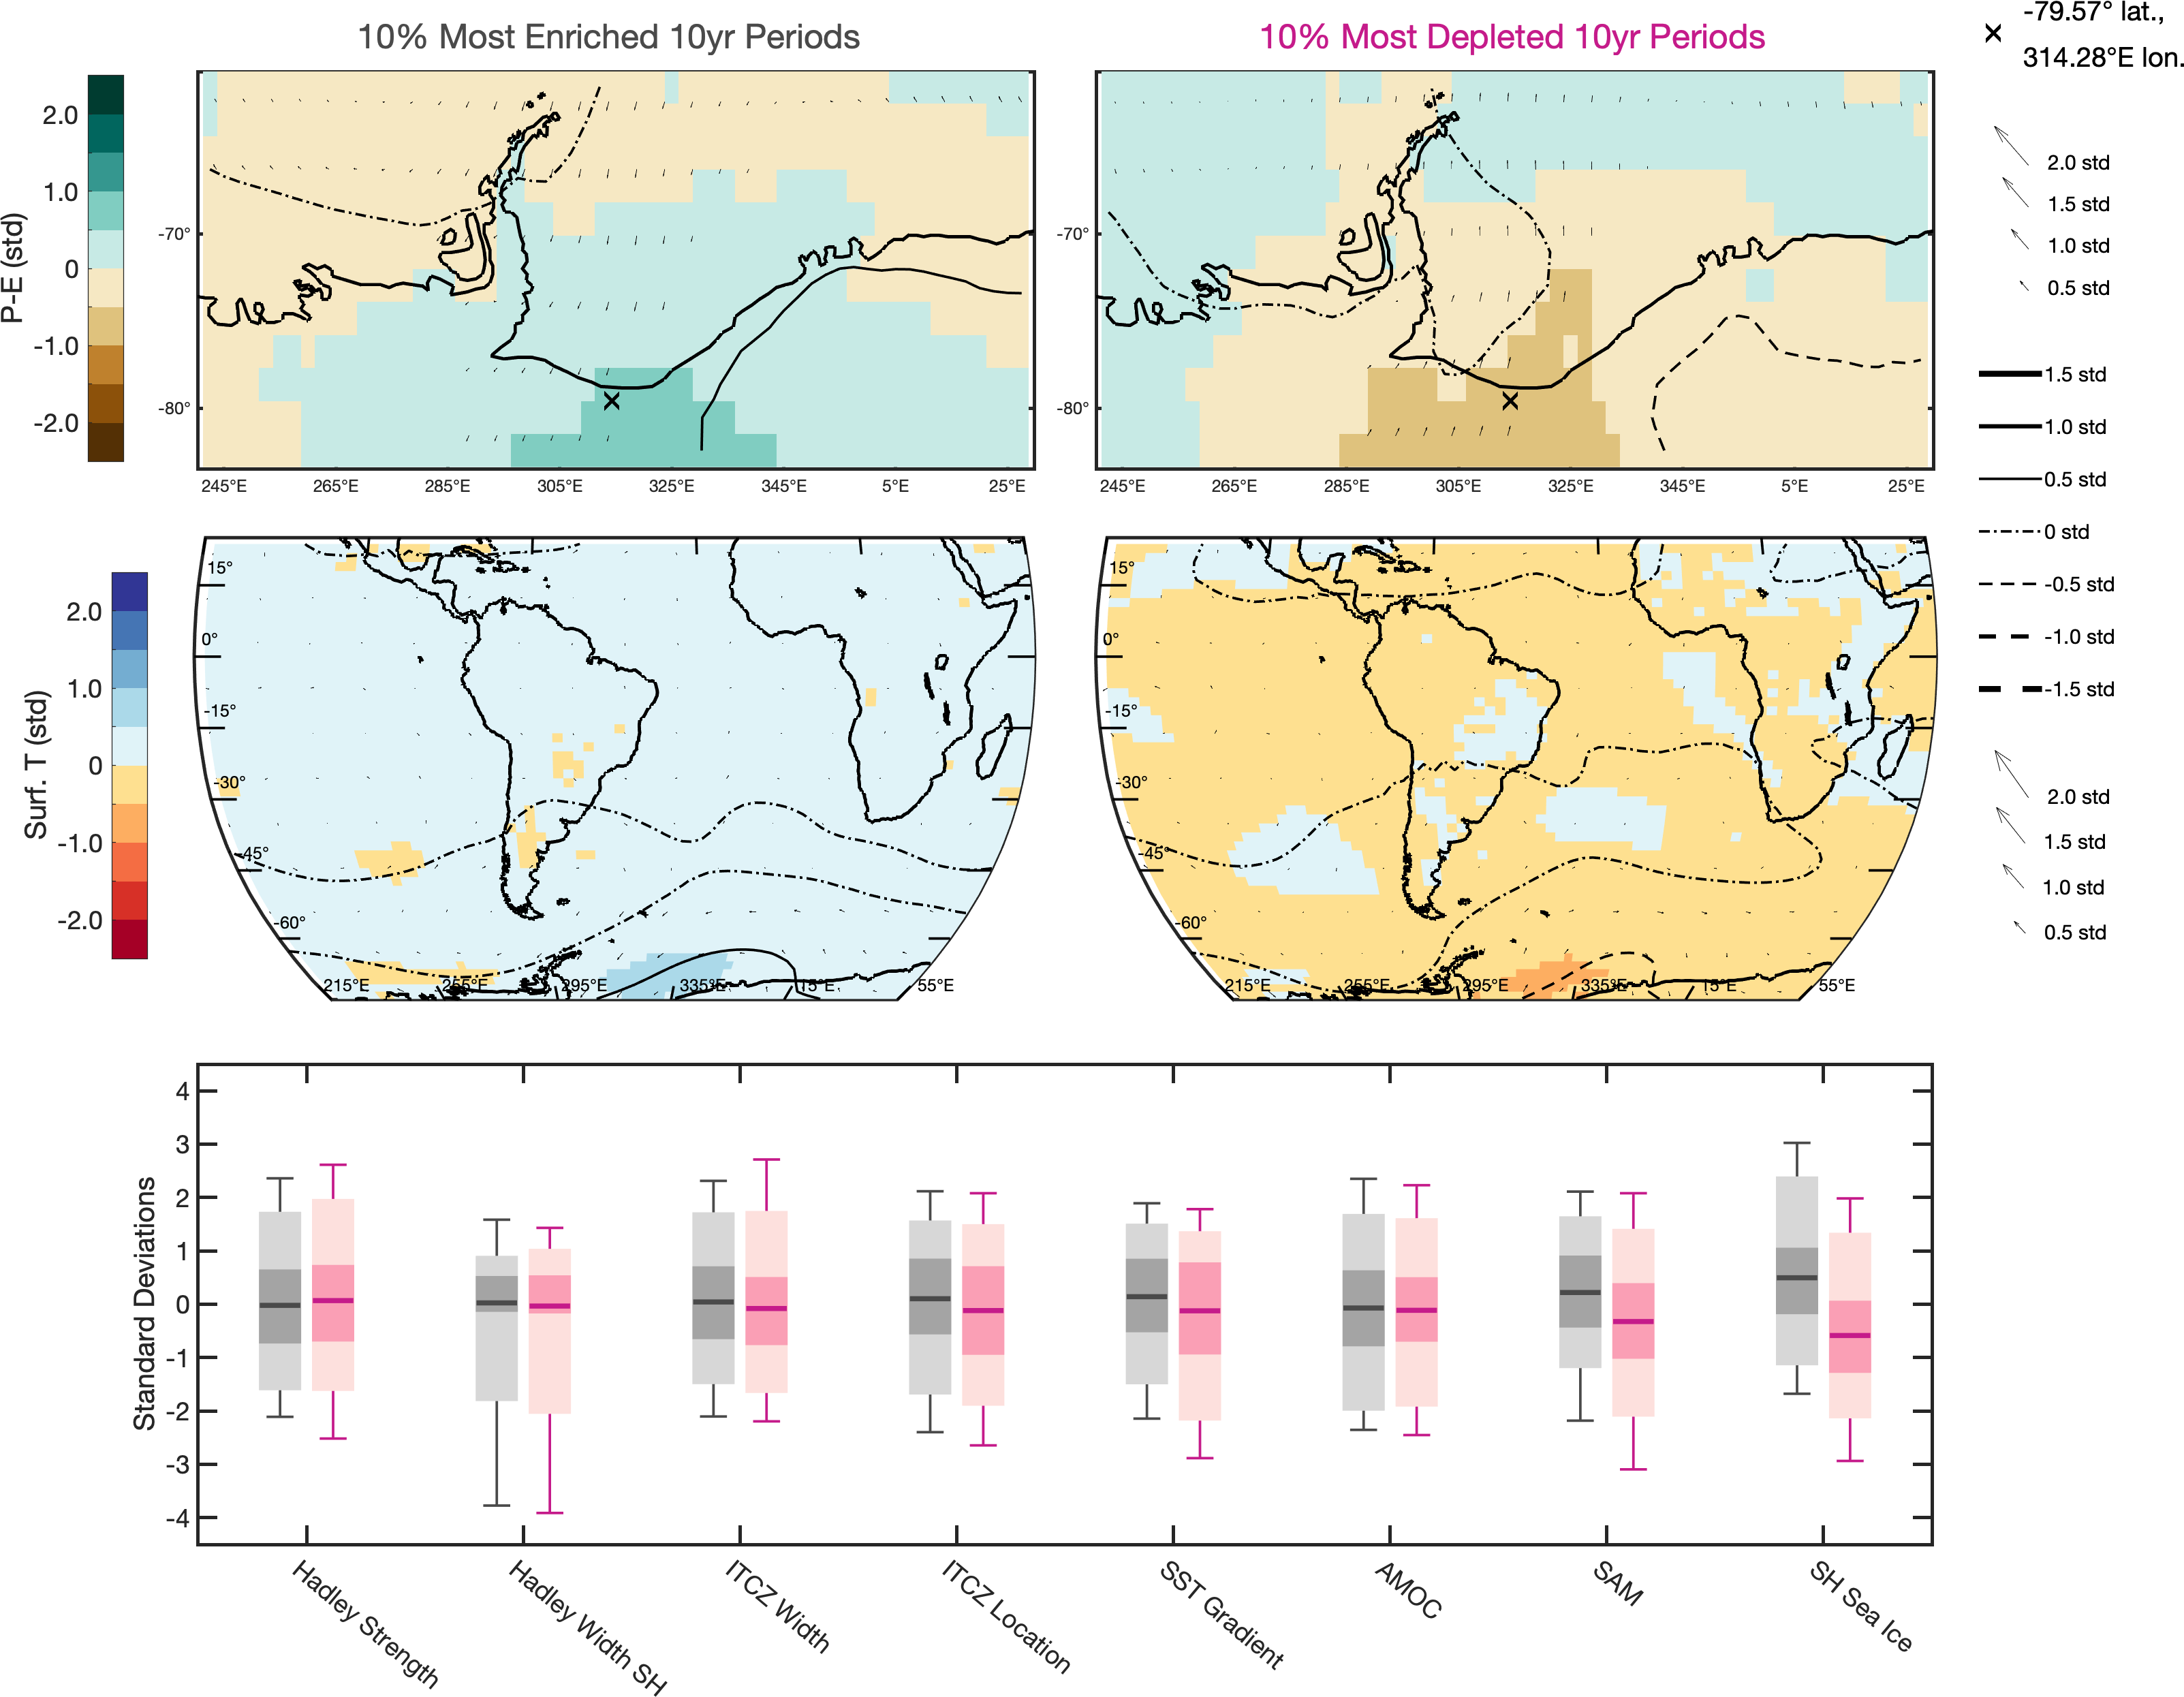 10% Most Enriched 10yr Periods
10% Most Depleted 10yr Periods
-79.57° lat.,
314.28°E lon.
P-E (std)
2.0
1.0
0
-1.0
-2.0
-70°
-80°
245°E 265°E 285°E 305°E 325°E 345°E 5°E 25°E
-70°
-80°
245°E 265°E 285°E 305°E 325°E 345°E 5°E 25°E
2.0 std
1.5 std
1.0 std
0.5 std
1.5 std
1.0 std
0.5 std
0 std
-0.5 std
-1.0 std
-1.5 std
Surf. T (std)
2.0
1.0
0
-1.0
-2.0
15°
0°
-15°
-30°
-45°
-60°
215°E 255°E 295°E 335°E 15°E 55°E
15°
0°
-15°
-30°
-45°
-60°
215°E 255°E 295°E 335°E 15°E 55°E
2.0 std
1.5 std
1.0 std
0.5 std
Standard Deviations
4
3
2
1
0
-1
-2
-3
-4
Hadley Strength
Hadley Width SH
ITCZ Width
ITCZ Location
SST Gradient
AMOC
SAM
SH Sea Ice